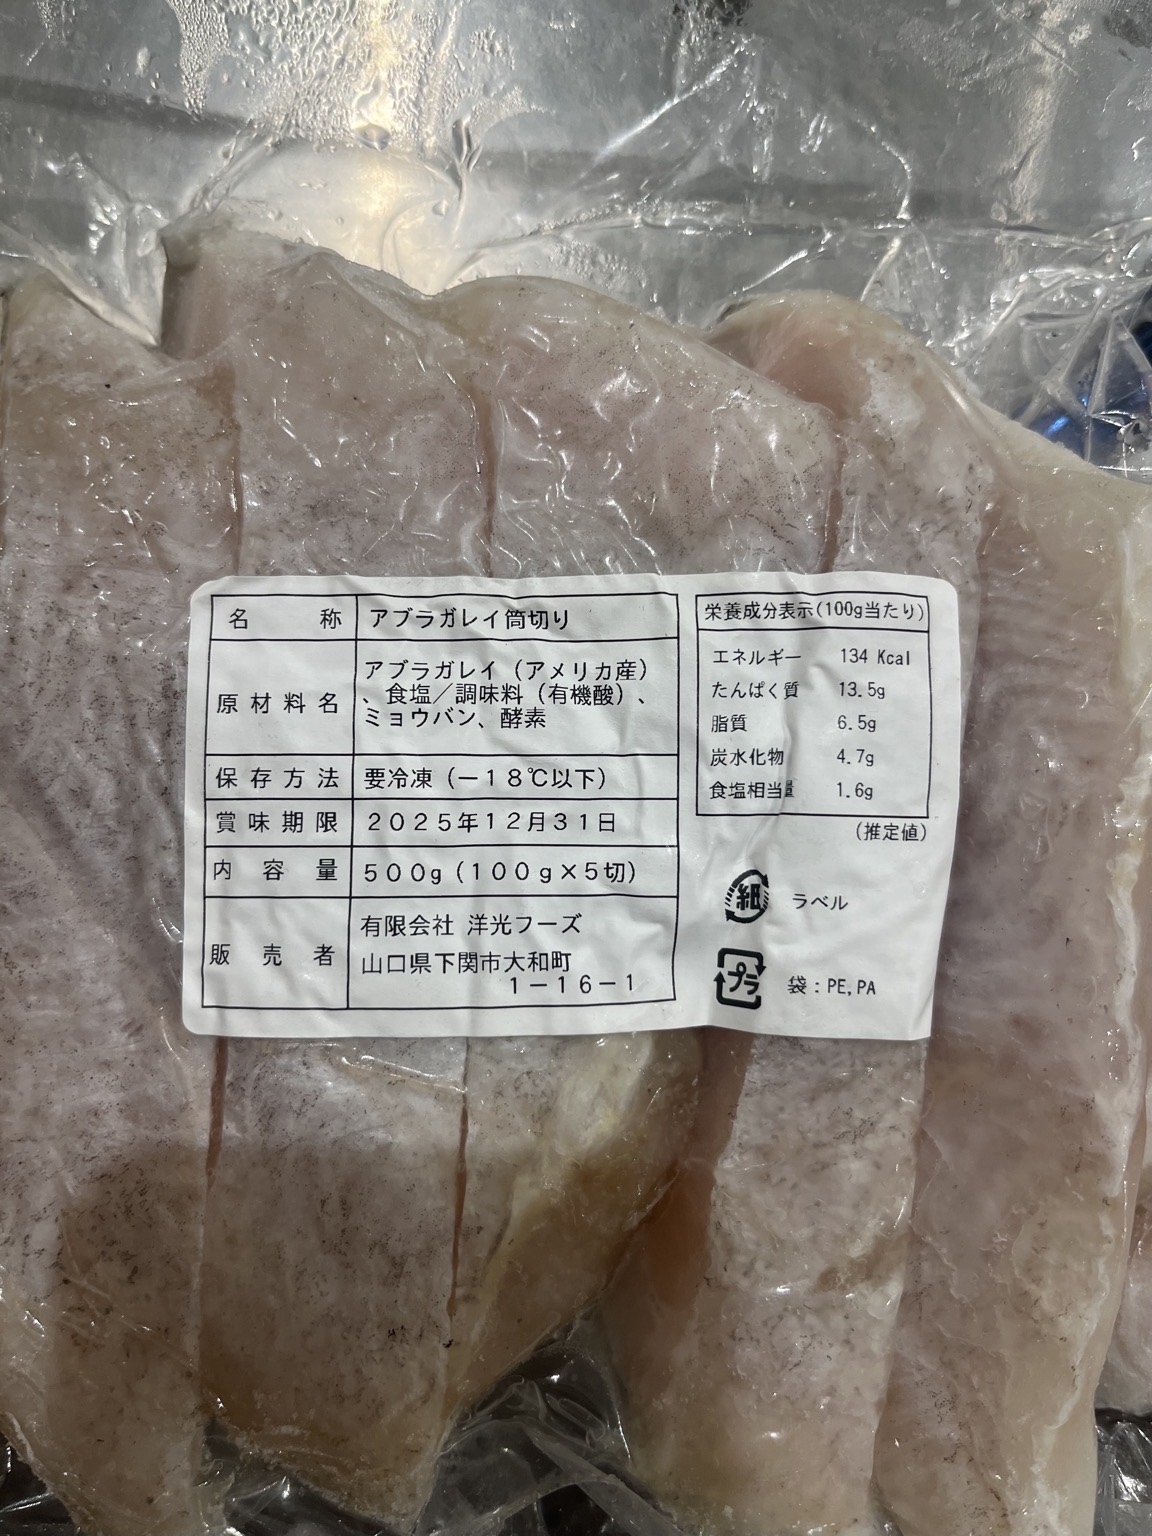 名称 アブラガレイ筒切り
原材料名 アブラガレイ（アメリカ産）
、食塩／調味料（有機酸）、
ミョウバン、酵素
保存方法 要冷凍（－１８℃以下）
賞味期限 ２０２５年１２月３１日
内容量 ５００g（１００ｇ×５切）
販売者 有限会社 洋光フーズ
山口県下関市大和町
１－１６－１
栄養成分表示(100g当たり)
エネルギー 134 Kcal
たんぱく質 13.5g
脂質 6.5g
炭水化物 4.7g
食塩相当量 1.6g
(推定値)
紙 ラベル
プラ 袋：PE,PA